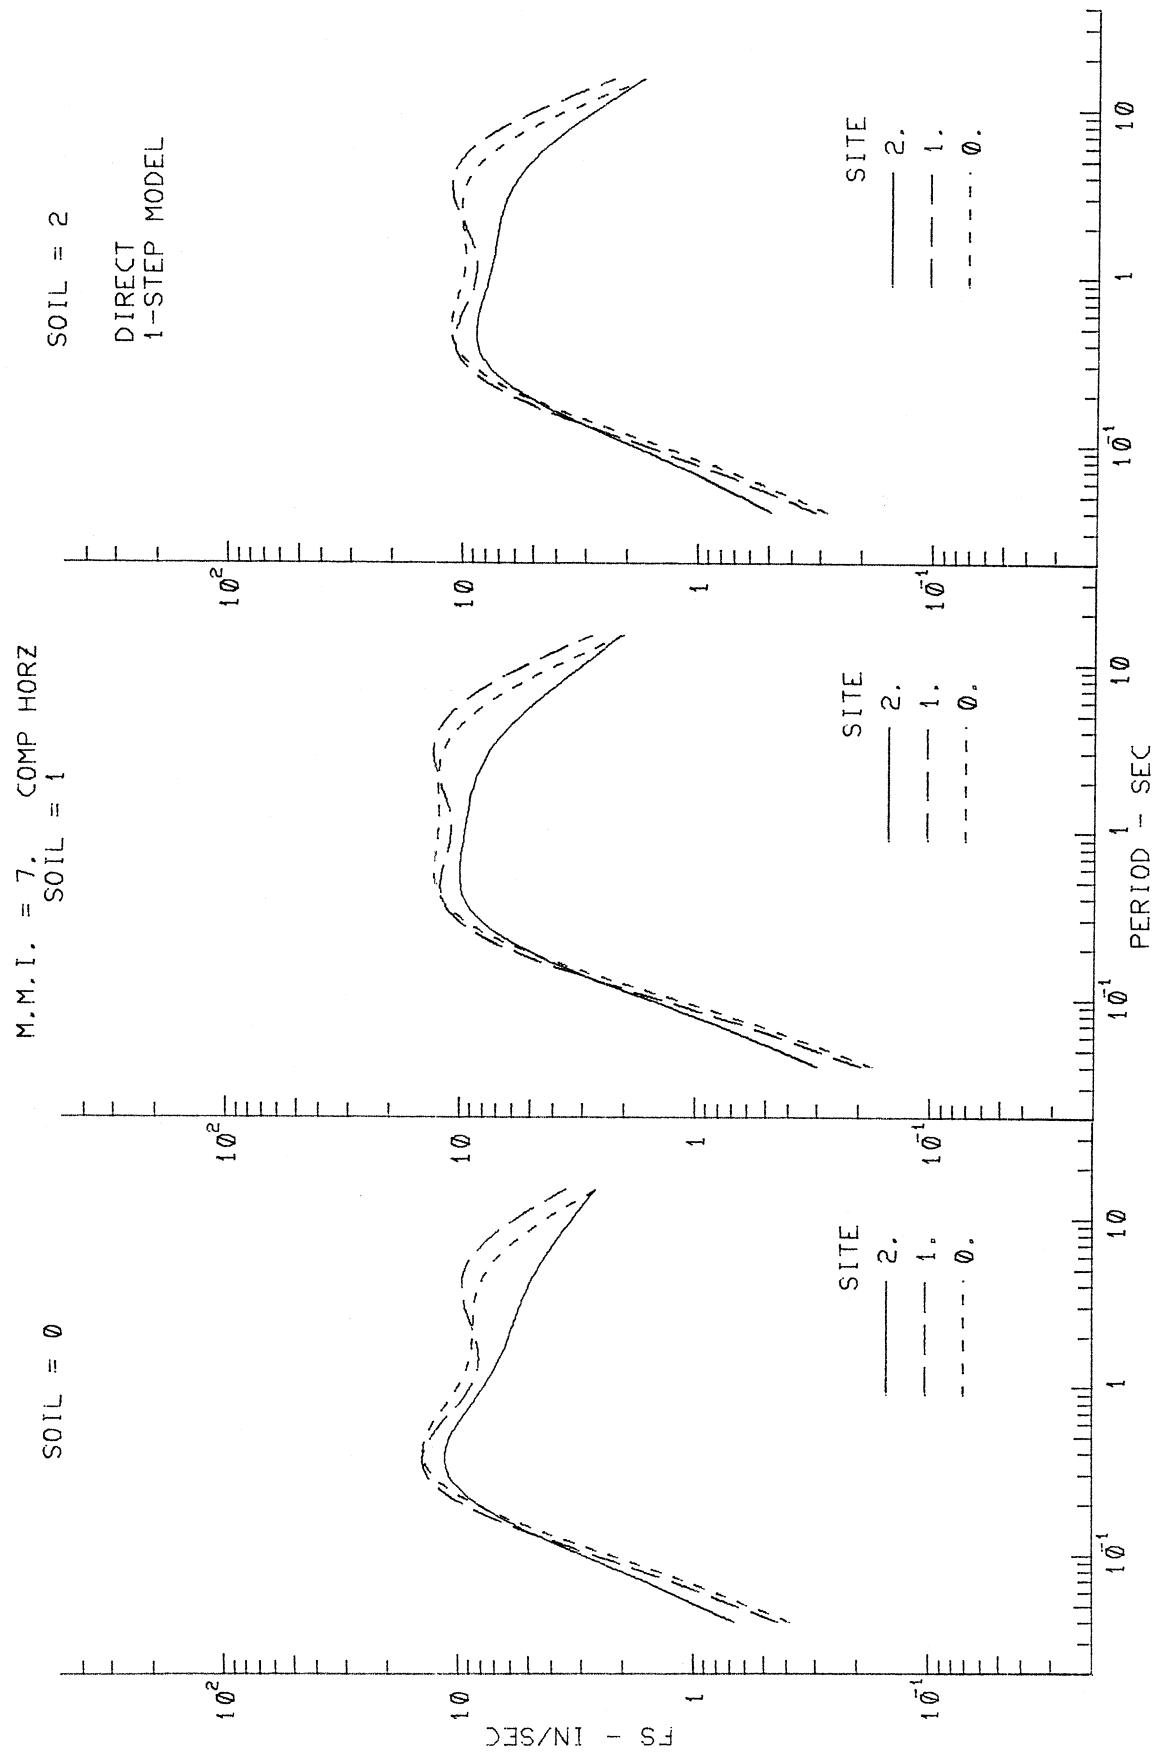 M.M.I. = 7. COMP HORZ
SOIL = 0
SOIL = 1
SOIL = 2
DIRECT
1-STEP MODEL
FS - IN/SEC
10²
10
1
10⁻¹
SITE
2.
1.
0.
10⁻¹
1
10
10²
10
1
10⁻¹
SITE
2.
1.
0.
10⁻¹
1
10
10²
10
1
10⁻¹
SITE
2.
1.
0.
10⁻¹
1
10
PERIOD - SEC